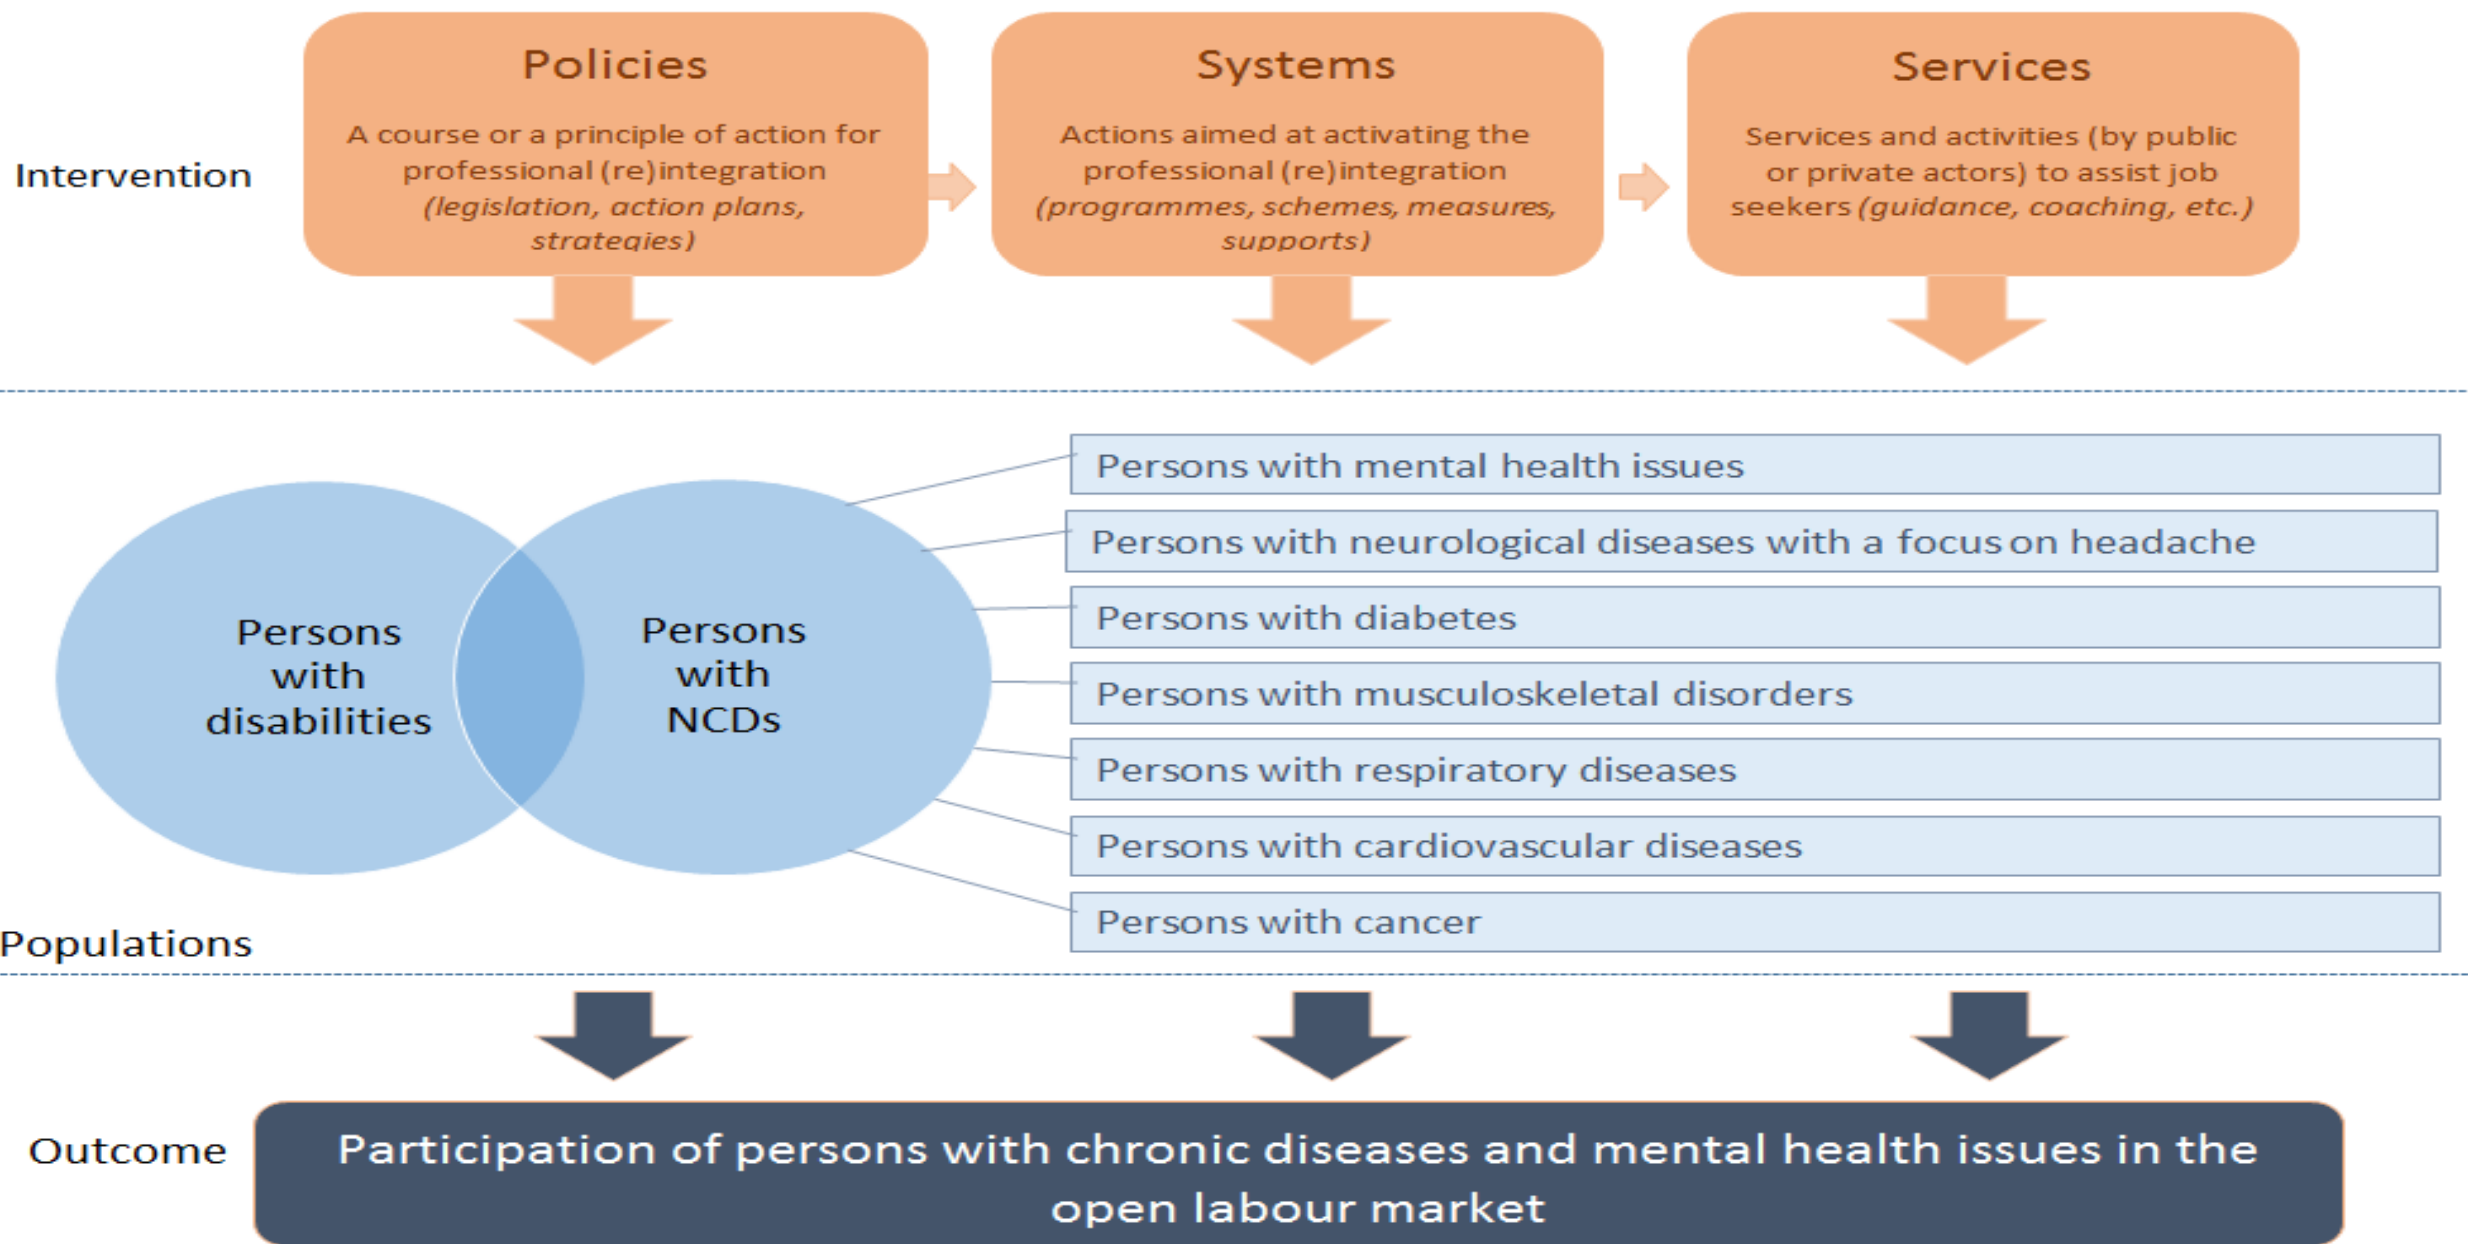 Policies
A course or a principle of action for
professional (re)integration
(legislation, action plans,
strategies)
Systems
Actions aimed at activating the
professional (re)integration
(programmes, schemes, measures,
supports)
Services
Services and activities (by public
or private actors) to assist job
seekers (guidance, coaching, etc.)
Intervention
Persons
with
disabilities
Persons
with
NCDs
Persons with mental health issues
Persons with neurological diseases with a focus on headache
Persons with diabetes
Persons with musculoskeletal disorders
Persons with respiratory diseases
Persons with cardiovascular diseases
Persons with cancer
Populations
Outcome
Participation of persons with chronic diseases and mental health issues in the
open labour market